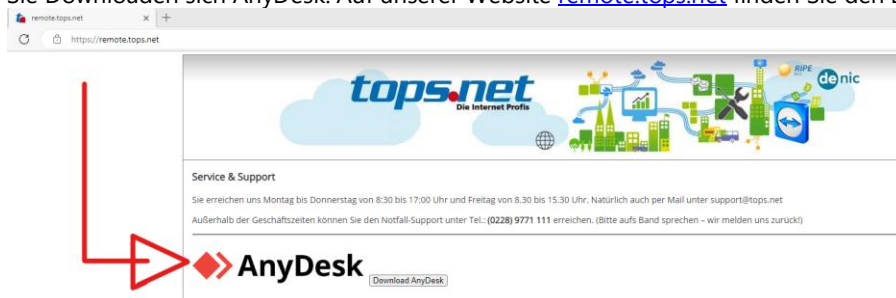 Sie Downloaden sich AnyDesk. Auf unserer Website remote.tops.net finden Sie den
remote.tops.net
https://remote.tops.net
tops.net
Die Internet Profis
RIPE
denic
Service & Support
Sie erreichen uns Montag bis Donnerstag von 8:30 bis 17:00 Uhr und Freitag von 8.30 bis 15.30 Uhr. Natürlich auch per Mail unter support@tops.net
Außerhalb der Geschäftszeiten können Sie den Notfall-Support unter Tel.: (0228) 9771 111 erreichen. (Bitte aufs Band sprechen – wir melden uns zurück!)
AnyDesk
Download AnyDesk